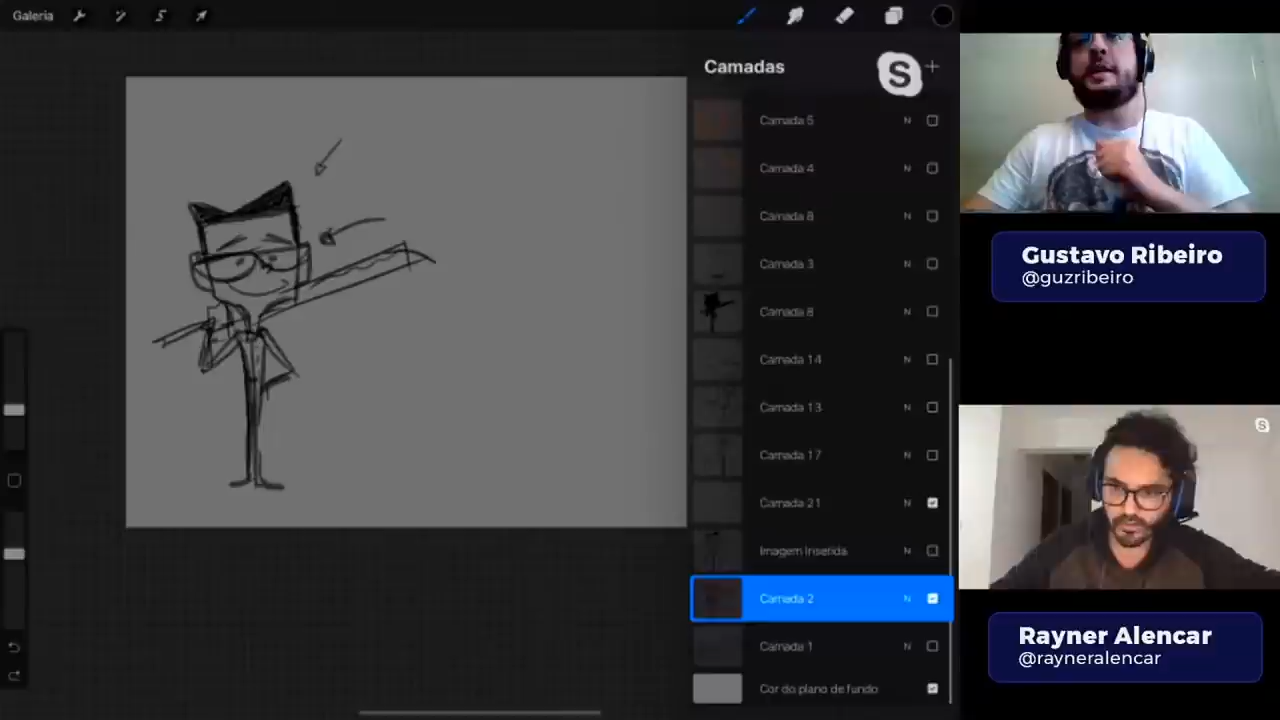 Galeria
S
Camadas
Camada 5 N
Camada 4 N
Camada 8 N
Camada 3 N
Camada 8 N
Camada 14 N
Camada 13 N
Camada 17 N
Camada 21 N
Imagem Inserida N
Camada 2 N
Camada 1 N
Cor do plano de fundo
Gustavo Ribeiro
@guzribeiro
S
Rayner Alencar
@rayneralencar